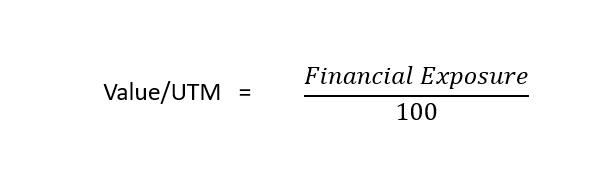 Financial Exposure
Value/UTM =
100